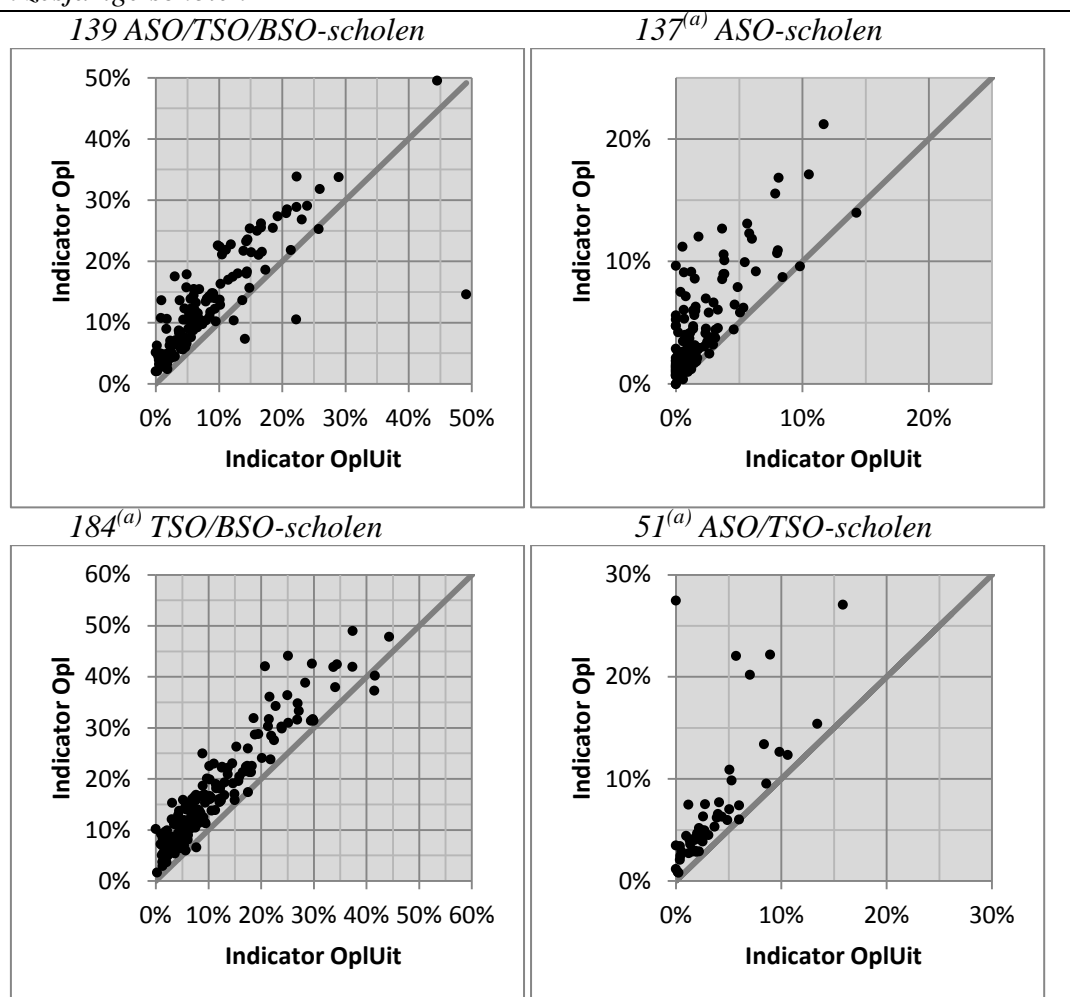 139 ASO/TSO/BSO-scholen
50%
40%
30%
20%
10%
0%
0% 10% 20% 30% 40% 50%
Indicator Opl
Indicator OplUit
137(a) ASO-scholen
20%
10%
0%
0% 10% 20%
Indicator Opl
Indicator OplUit
184(a) TSO/BSO-scholen
60%
50%
40%
30%
20%
10%
0%
0% 10% 20% 30% 40% 50% 60%
Indicator Opl
Indicator OplUit
51(a) ASO/TSO-scholen
30%
20%
10%
0%
0% 10% 20% 30%
Indicator Opl
Indicator OplUit